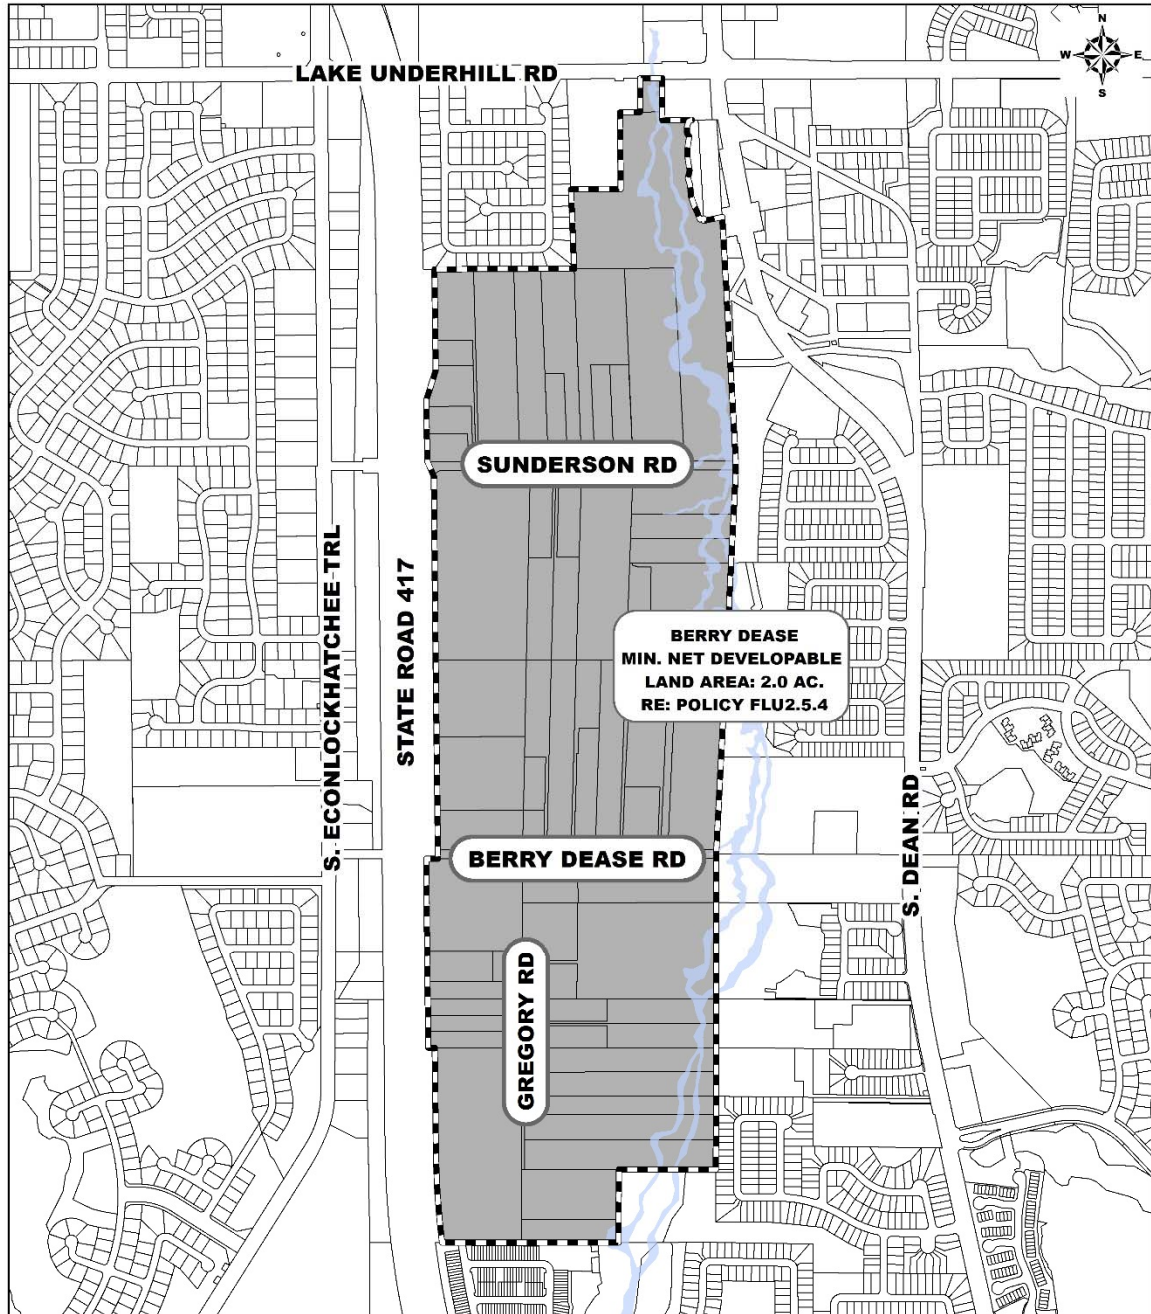 N
W E
S
LAKE UNDERHILL RD
SUNDERSON RD
S. ECONLOCKHATCHEE TRL
STATE ROAD 417
BERRY DEASE
MIN. NET DEVELOPABLE
LAND AREA: 2.0 AC.
RE: POLICY FLU2.5.4
S. DEAN RD
BERRY DEASE RD
GREGORY RD